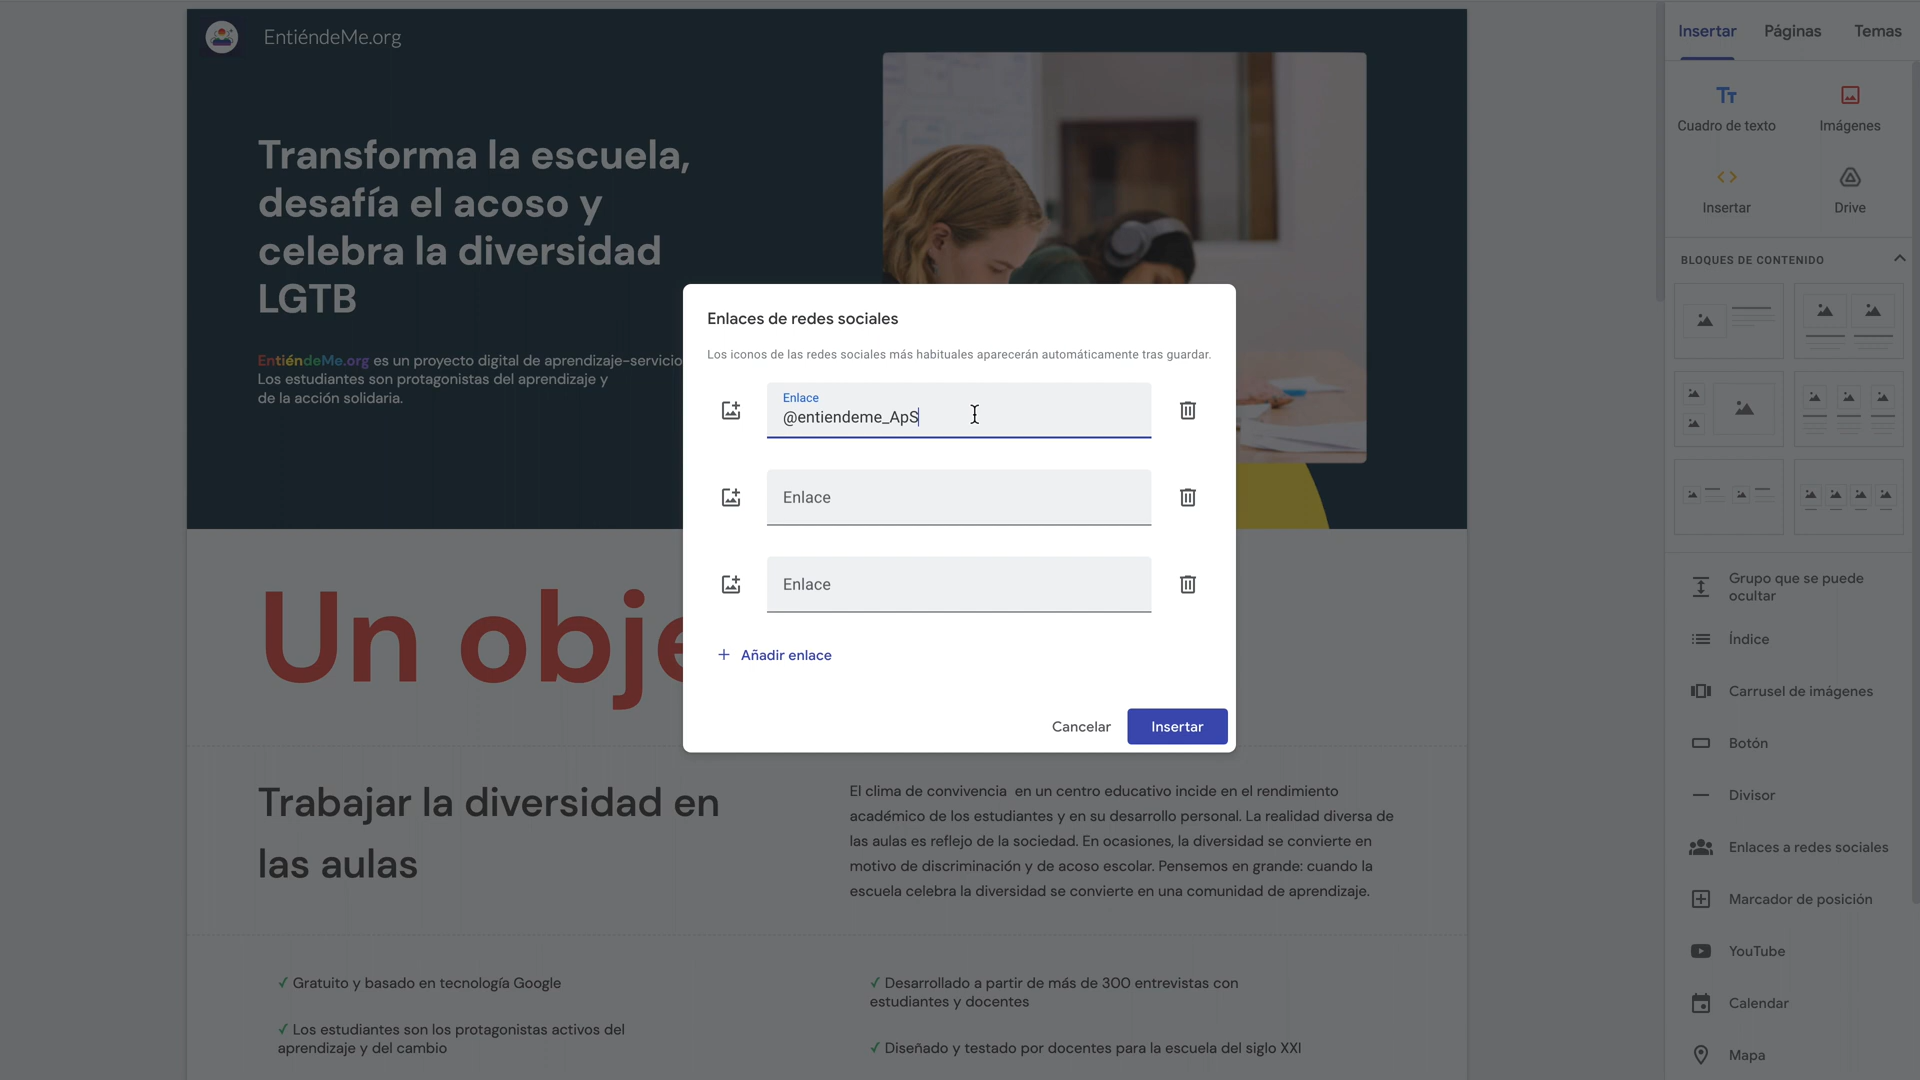 EntiéndeMe.org
Transforma la escuela,
desafía el acoso y
celebra la diversidad
LGTB
EntiéndeMe.org es un proyecto digital de aprendizaje-servicio
Los estudiantes son protagonistas del aprendizaje y
de la acción solidaria.
Enlaces de redes sociales
Los iconos de las redes sociales más habituales aparecerán automáticamente tras guardar.
Enlace
@entiendeme_ApS
Enlace
Enlace
+ Añadir enlace
Cancelar
Insertar
Un obje
Trabajar la diversidad en
las aulas
El clima de convivencia en un centro educativo incide en el rendimiento
académico de los estudiantes y en su desarrollo personal. La realidad diversa de
las aulas es reflejo de la sociedad. En ocasiones, la diversidad se convierte en
motivo de discriminación y de acoso escolar. Pensemos en grande: cuando la
escuela celebra la diversidad se convierte en una comunidad de aprendizaje.
✓ Gratuito y basado en tecnología Google
✓ Los estudiantes son los protagonistas activos del
aprendizaje y del cambio
✓ Desarrollado a partir de más de 300 entrevistas con
estudiantes y docentes
✓ Diseñado y testado por docentes para la escuela del siglo XXI
Insertar
Páginas
Temas
Cuadro de texto
Imágenes
Insertar
Drive
BLOQUES DE CONTENIDO
Grupo que se puede
ocultar
Índice
Carrusel de imágenes
Botón
Divisor
Enlaces a redes sociales
Marcador de posición
YouTube
Calendar
Mapa